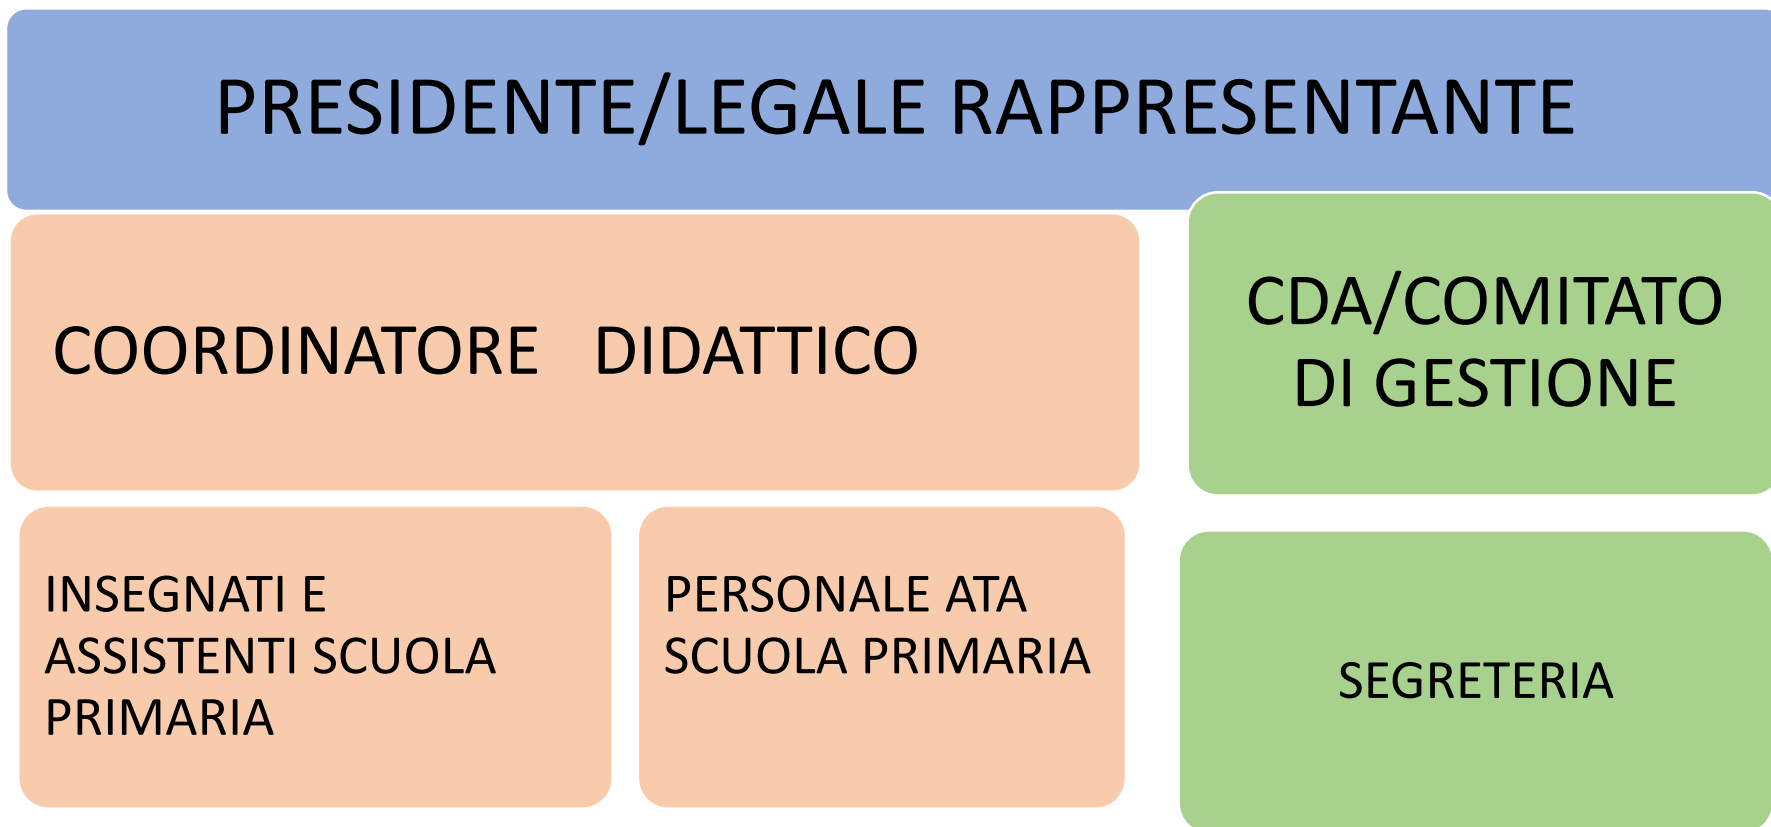 PRESIDENTE/LEGALE RAPPRESENTANTE
COORDINATORE DIDATTICO
CDA/COMITATO
DI GESTIONE
INSEGNATI E
ASSISTENTI SCUOLA
PRIMARIA
PERSONALE ATA
SCUOLA PRIMARIA
SEGRETERIA